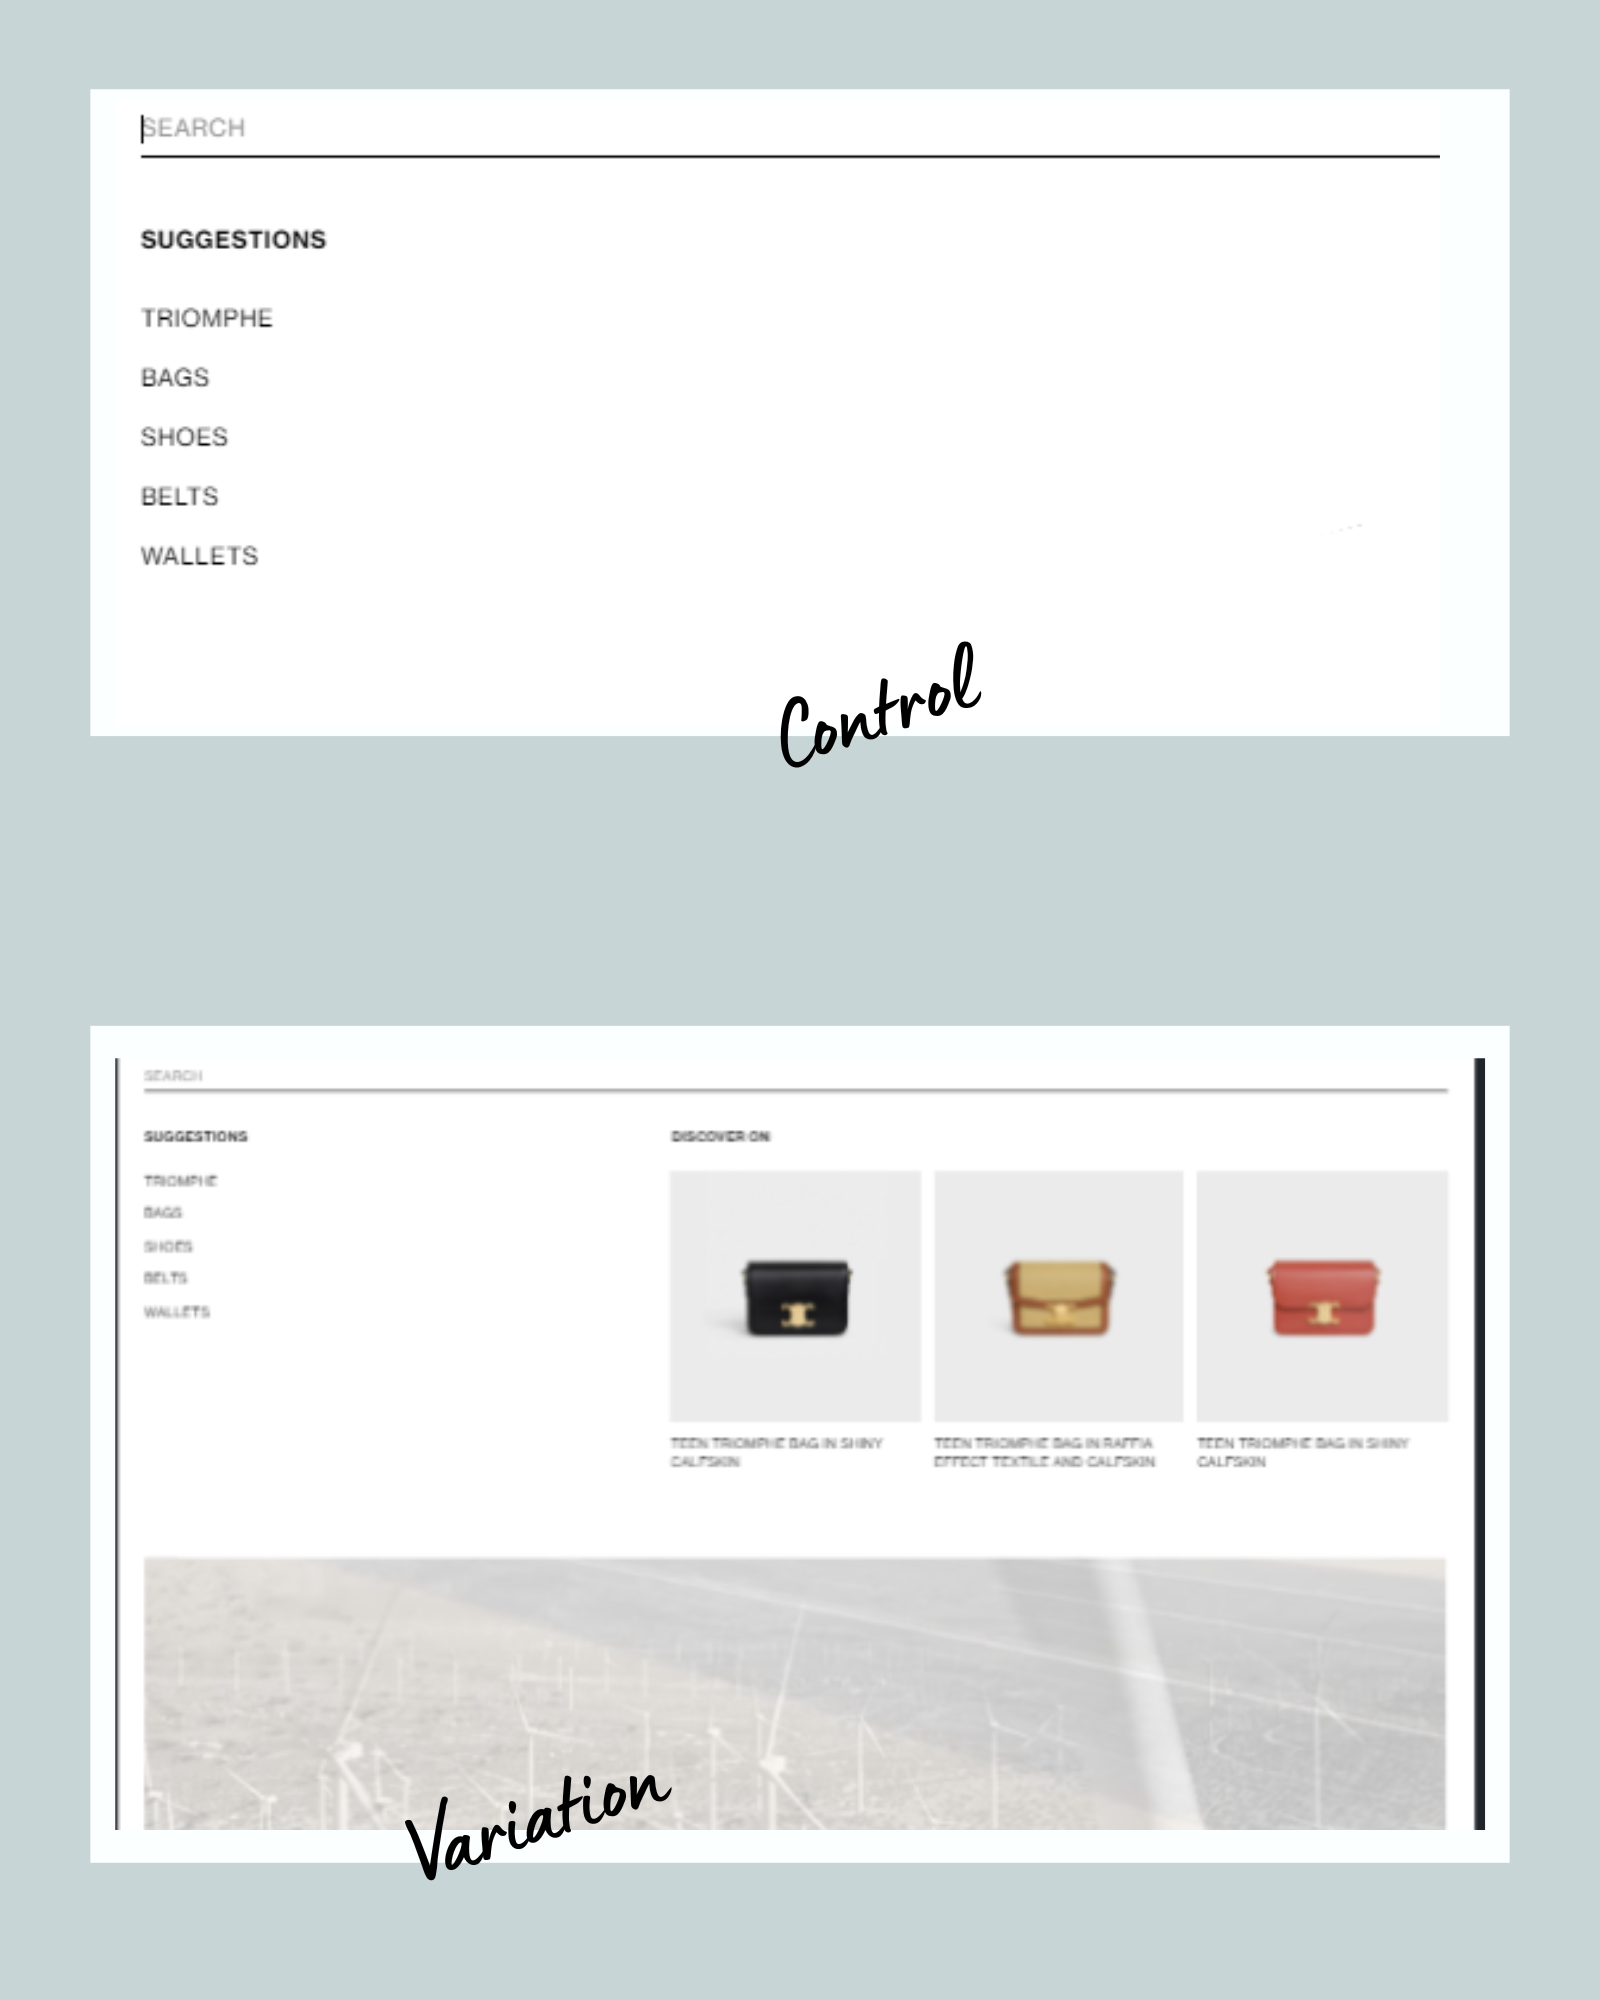 SEARCH
SUGGESTIONS
TRIOMPHE
BAGS
SHOES
BELTS
WALLETS
Control
SEARCH
SUGGESTIONS
TRIOMPHE
BAGS
SHOES
BELTS
WALLETS
DISCOVER ON
TEEN TRIOMPHE BAG IN SHINY
CALFSKIN
TEEN TRIOMPHE BAG IN RAFFIA
EFFECT TEXTILE AND CALFSKIN
TEEN TRIOMPHE BAG IN SHINY
CALFSKIN
Variation